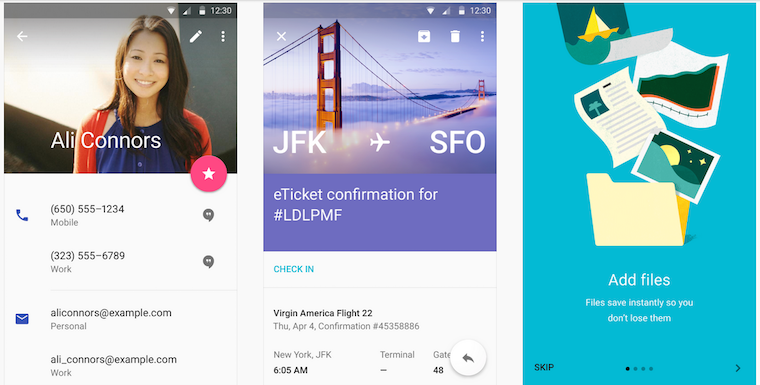 12:30
Ali Connors
(650) 555–1234
Mobile
(323) 555–6789
Work
aliconnors@example.com
Personal
ali_connors@example.com
Work
12:30
JFK SFO
eTicket confirmation for
#LDLPMF
CHECK IN
Virgin America Flight 22
Thu, Apr 4, Confirmation #45358886
New York, JFK Terminal
6:05 AM — 48
Add files
Files save instantly so you
don't lose them
SKIP